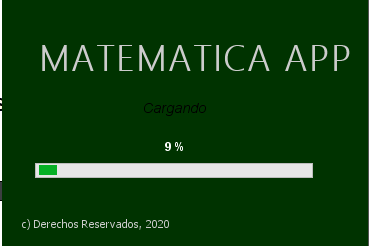 MATEMATICA APP
Cargando
9 %
c) Derechos Reservados, 2020